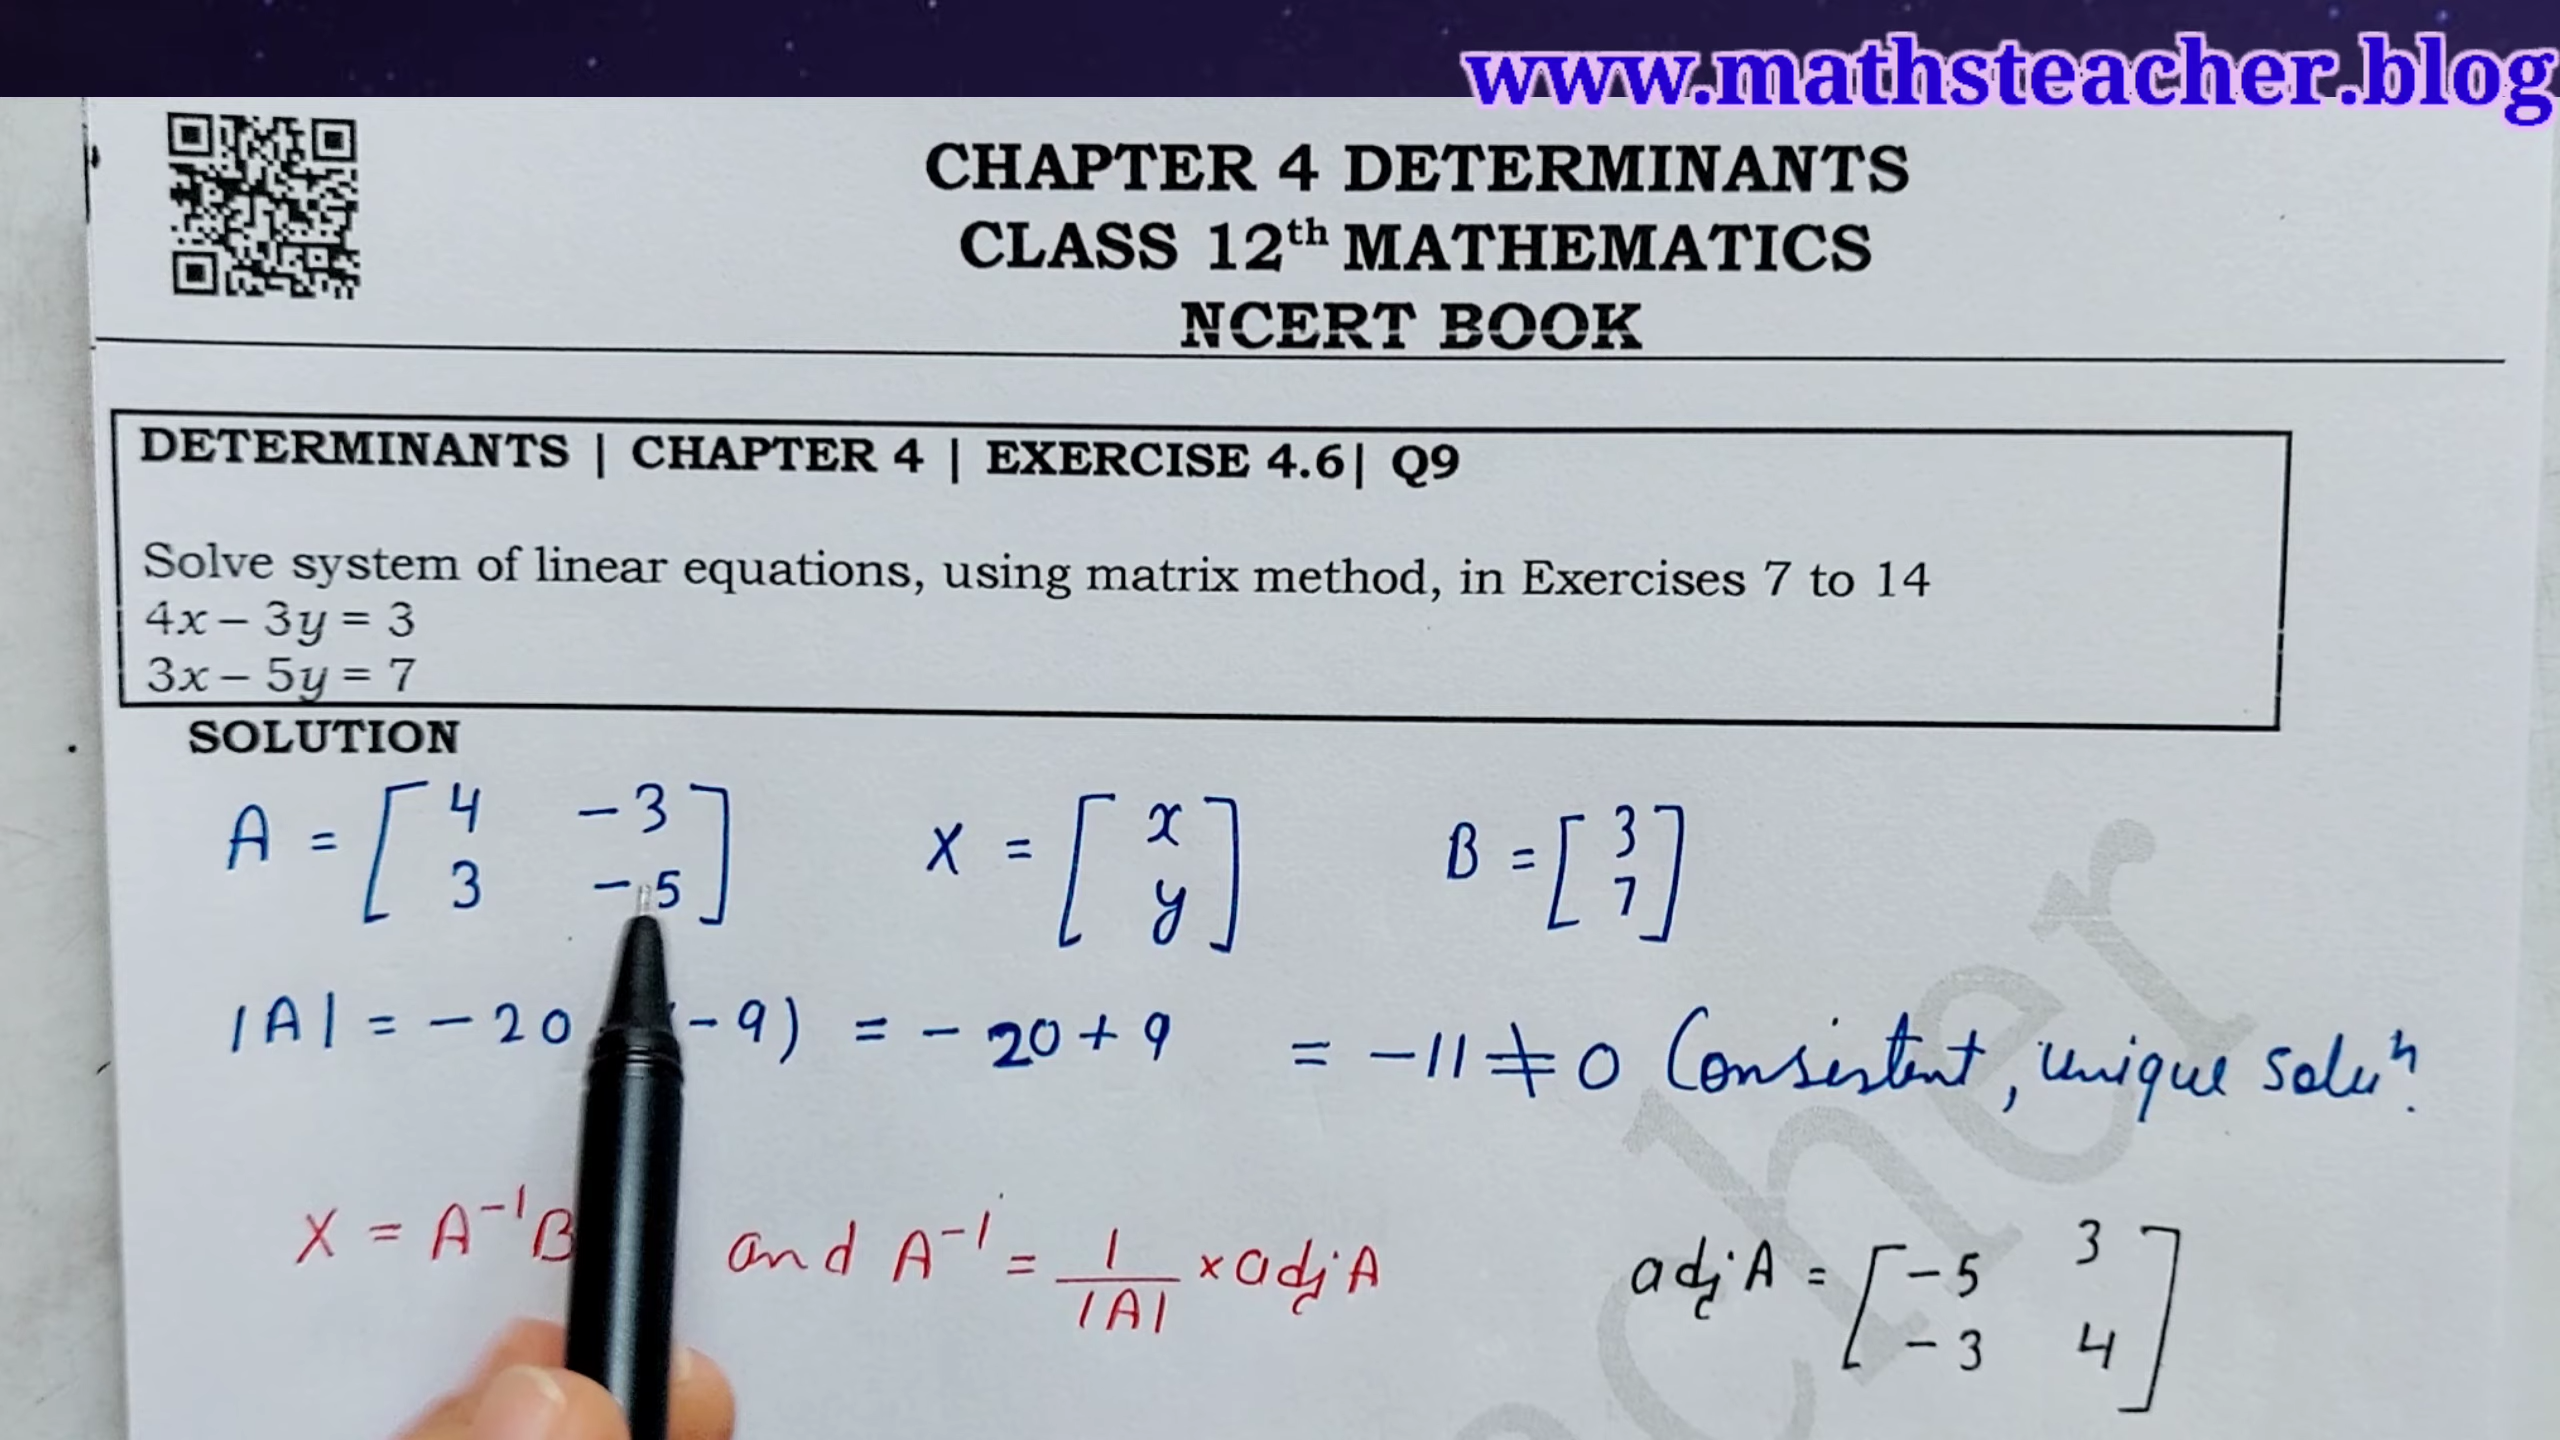 www.mathsteacher.blog
CHAPTER 4 DETERMINANTS
CLASS 12th MATHEMATICS
NCERT BOOK
DETERMINANTS | CHAPTER 4 | EXERCISE 4.6| Q9
Solve system of linear equations, using matrix method, in Exercises 7 to 14
4x – 3y = 3
3x – 5y = 7
SOLUTION
A = [ 4 -3 ] X = [ x ] B = [ 3 ]
[ 3 -5 ] [ y ] [ 7 ]
|A| = -20 -9) = -20 + 9 = -11 ≠ 0 Consistent, unique soluⁿ.
X = A⁻¹B and A⁻¹ = 1/|A| × adj A adj A = [ -5 3 ]
[ -3 4 ]
cher